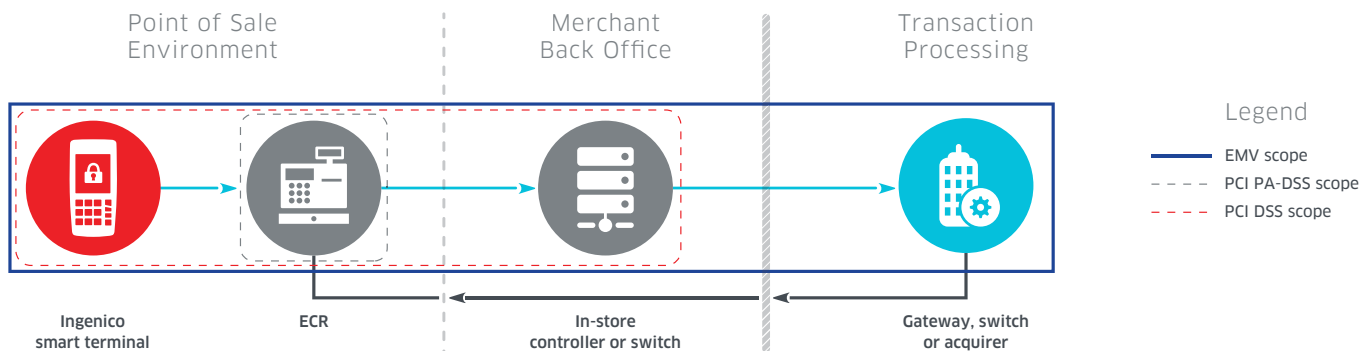 Point of Sale
Environment
Merchant
Back Office
Transaction
Processing
Legend
EMV scope
PCI PA-DSS scope
PCI DSS scope
Ingenico
smart terminal
ECR
In-store
controller or switch
Gateway, switch
or acquirer